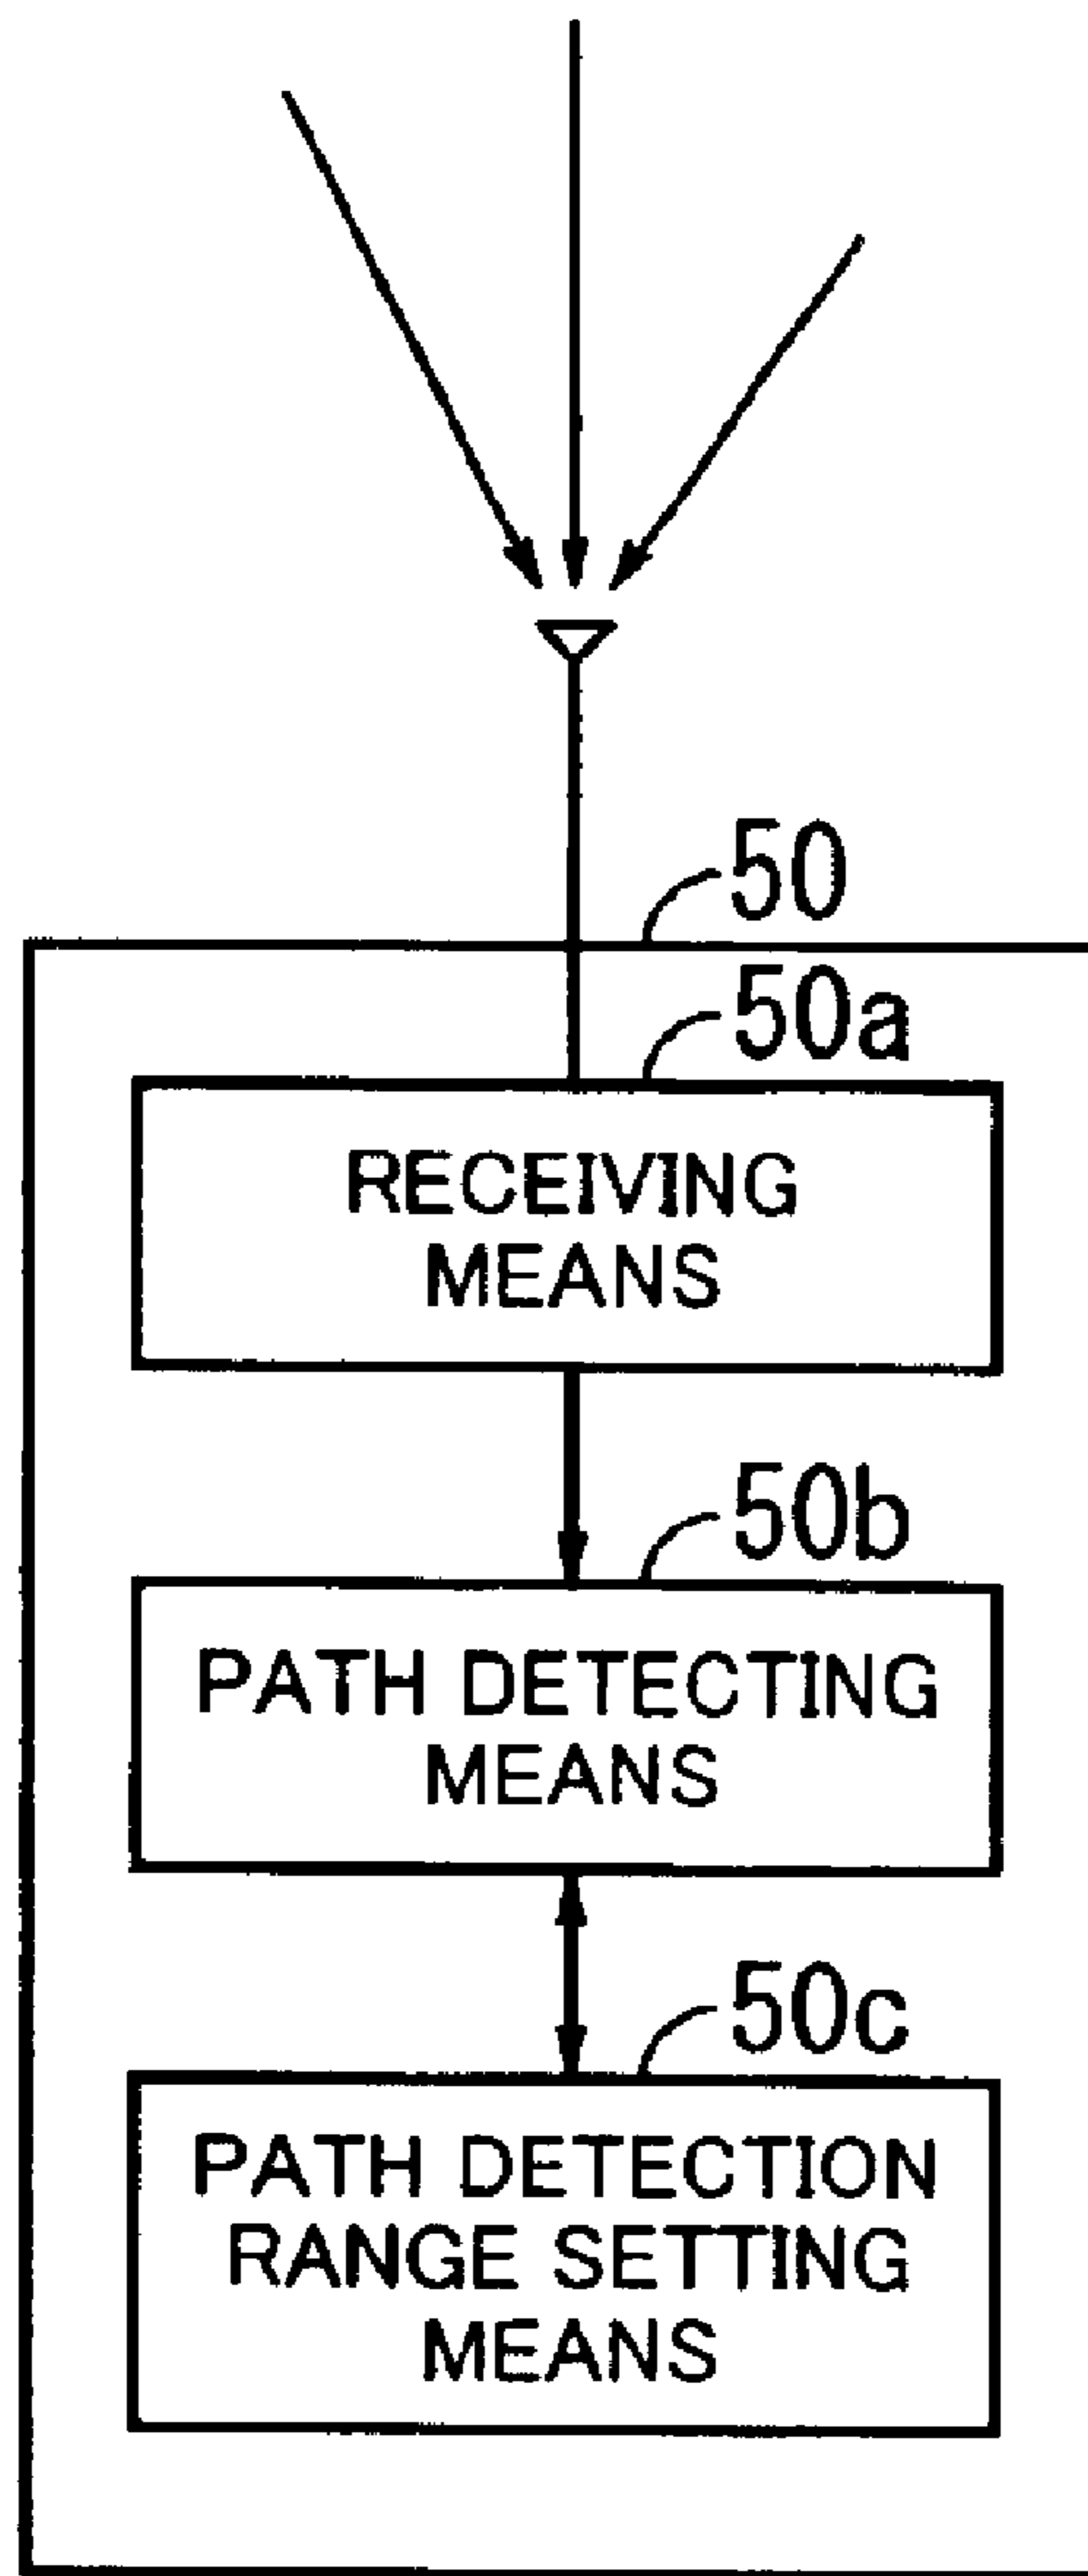 50
50a
RECEIVING
MEANS
50b
PATH DETECTING
MEANS
50c
PATH DETECTION
RANGE SETTING
MEANS